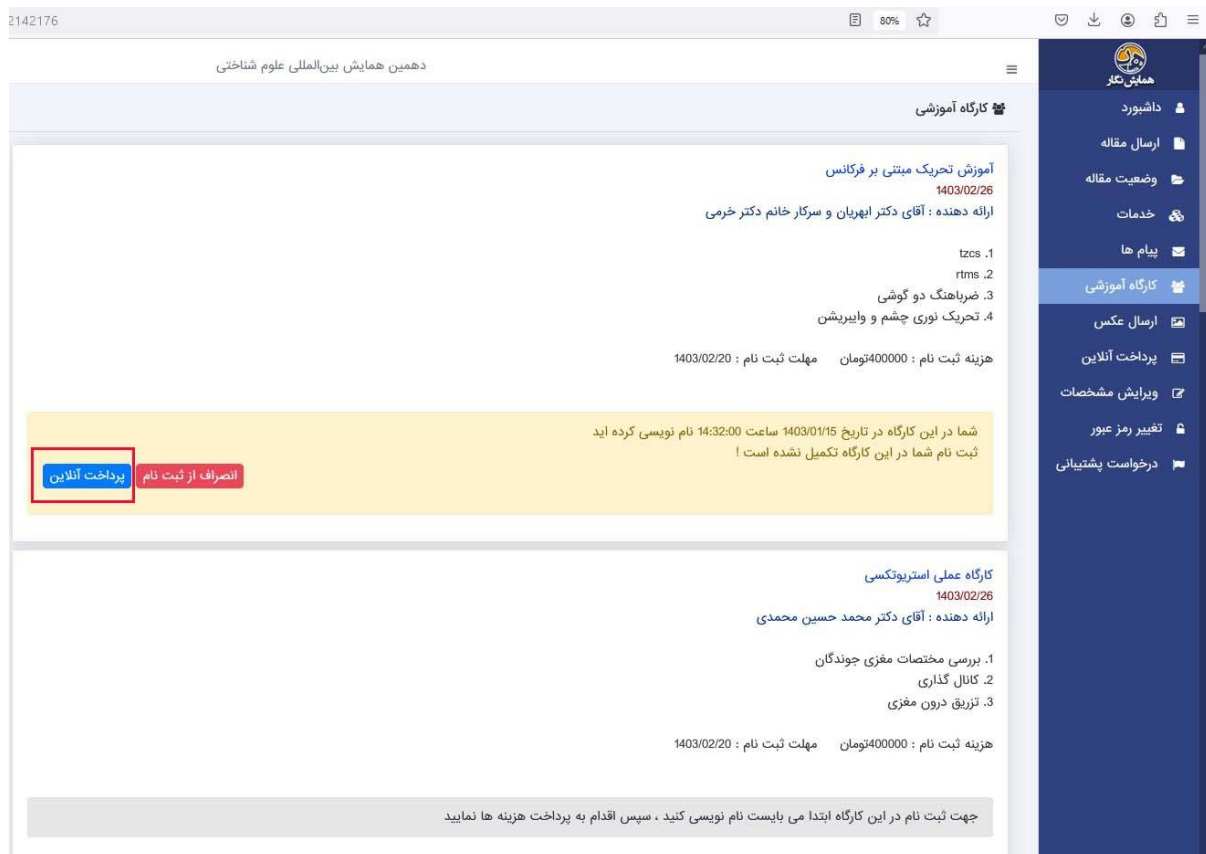 2142176
80%
همایش نگار
داشبورد
ارسال مقاله
وضعیت مقاله
خدمات
پیام ها
کارگاه آموزشی
ارسال عکس
پرداخت آنلاین
ویرایش مشخصات
تغییر رمز عبور
درخواست پشتیبانی
دهمین همایش بین‌المللی علوم شناختی
کارگاه آموزشی
آموزش تحریک مبتنی بر فرکانس
1403/02/26
ارائه دهنده : آقای دکتر ابهریان و سرکار خانم دکتر خرمی
1. tzcs
2. rtms
3. ضرباهنگ دو گوشی
4. تحریک نوری چشم و وایبریشن
هزینه ثبت نام : 400000تومان مهلت ثبت نام : 1403/02/20
شما در این کارگاه در تاریخ 1403/01/15 ساعت 14:32:00 نام نویسی کرده اید
ثبت نام شما در این کارگاه تکمیل نشده است !
انصراف از ثبت نام پرداخت آنلاین
کارگاه عملی استریوتکسی
1403/02/26
ارائه دهنده : آقای دکتر محمد حسین محمدی
1. بررسی مختصات مغزی جوندگان
2. کانال گذاری
3. تزریق درون مغزی
هزینه ثبت نام : 400000تومان مهلت ثبت نام : 1403/02/20
جهت ثبت نام در این کارگاه ابتدا می بایست نام نویسی کنید ، سپس اقدام به پرداخت هزینه ها نمایید